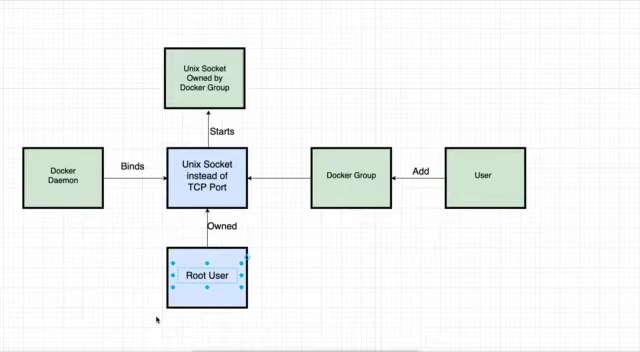 Unix Socket
Owned by
Docker Group
Starts
Docker
Daemon
Binds
Unix Socket
instead of
TCP Port
Docker Group
Add
User
Owned
Root User